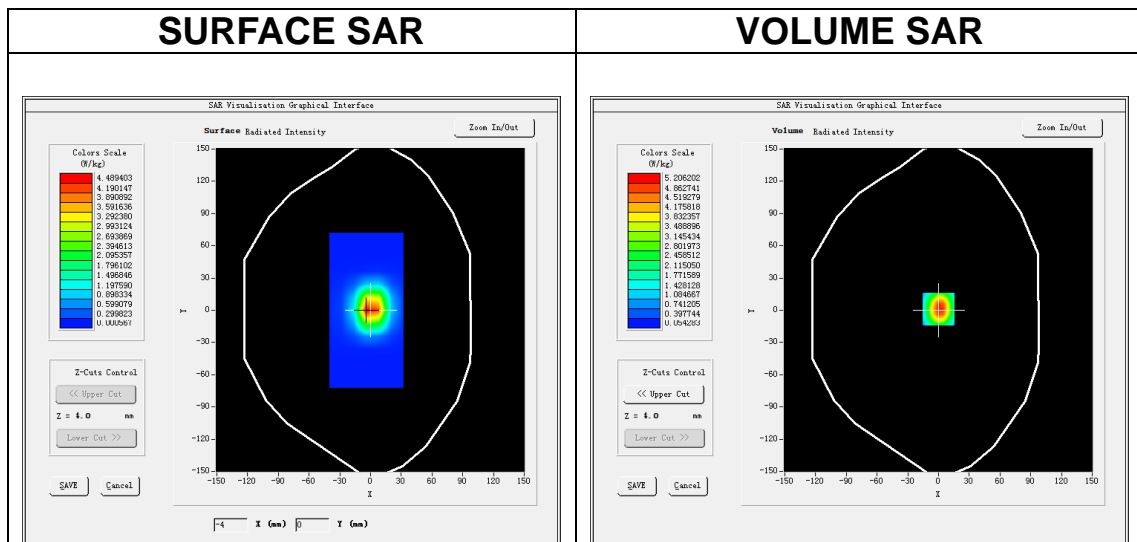 SURFACE SAR
VOLUME SAR
SAR Visualisation Graphical Interface
Surface Radiated Intensity
Zoom In/Out
Colors Scale
(W/kg)
4.489403
4.190147
3.890892
3.591636
3.292380
2.993124
2.693869
2.394613
2.095357
1.796102
1.496846
1.197590
0.898334
0.599079
0.299823
0.000567
150
120
90
60
30
0
-30
-60
-90
-120
-150
Y
-150 -120 -90 -60 -30 0 30 60 90 120 150
X
Z-Cuts Control
<< Upper Cut
Z = 4.0 mm
Lower Cut >>
SAVE Cancel
-4 X (mm) 0 Y (mm)
SAR Visualisation Graphical Interface
Volume Radiated Intensity
Zoom In/Out
Colors Scale
(W/kg)
5.206202
4.862741
4.519279
4.175818
3.832357
3.488896
3.145434
2.801973
2.458512
2.115050
1.771589
1.428128
1.084667
0.741205
0.397744
0.054283
150
120
90
60
30
0
-30
-60
-90
-120
-150
Y
-150 -120 -90 -60 -30 0 30 60 90 120 150
X
Z-Cuts Control
<< Upper Cut
Z = 4.0 mm
Lower Cut >>
SAVE Cancel